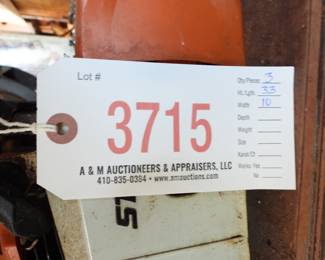 Lot #
3715
A & M AUCTIONEERS & APPRAISERS, LLC
410-835-0384 • www.amauctions.com
Qty/Pieces: 3
Ht./Lgth. 33
Width 10
Depth
Weight
Size
Karat/Ct
Works: Yes
No
ST